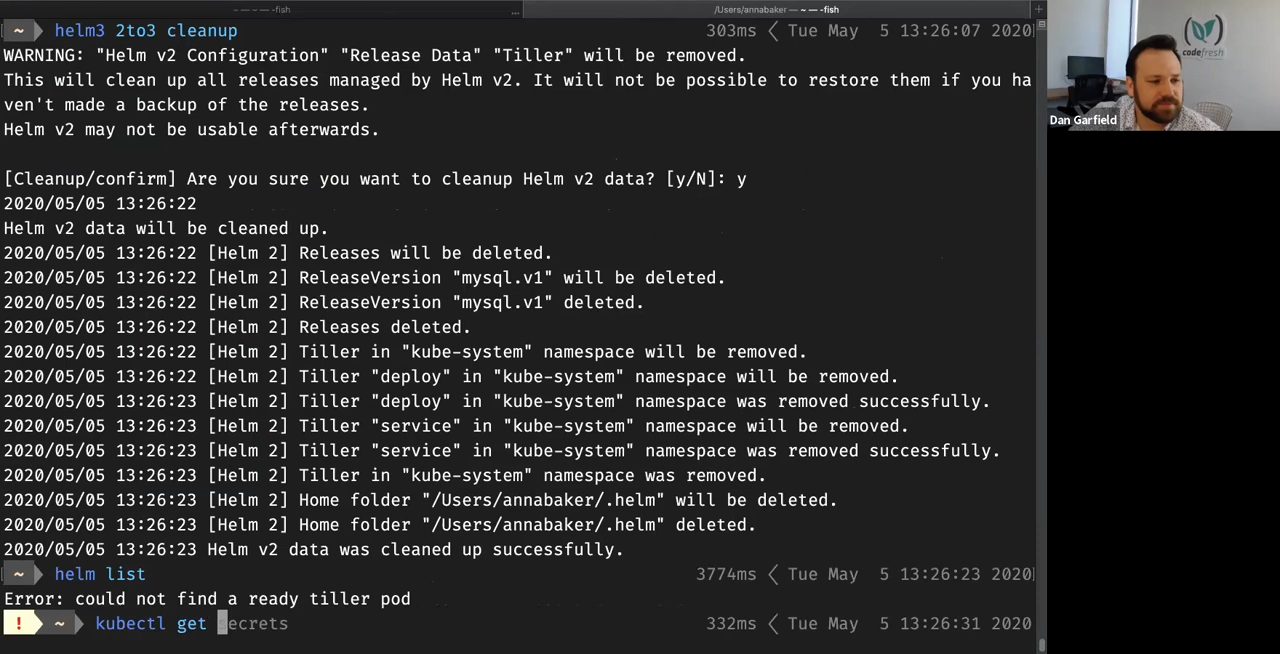 — ~ — -fish
...
/Users/annabaker — ~ — -fish
+
~ helm3 2to3 cleanup 303ms Tue May 5 13:26:07 2020
WARNING: "Helm v2 Configuration" "Release Data" "Tiller" will be removed.
This will clean up all releases managed by Helm v2. It will not be possible to restore them if you ha
ven't made a backup of the releases.
Helm v2 may not be usable afterwards.
[Cleanup/confirm] Are you sure you want to cleanup Helm v2 data? [y/N]: y
2020/05/05 13:26:22
Helm v2 data will be cleaned up.
2020/05/05 13:26:22 [Helm 2] Releases will be deleted.
2020/05/05 13:26:22 [Helm 2] ReleaseVersion "mysql.v1" will be deleted.
2020/05/05 13:26:22 [Helm 2] ReleaseVersion "mysql.v1" deleted.
2020/05/05 13:26:22 [Helm 2] Releases deleted.
2020/05/05 13:26:22 [Helm 2] Tiller in "kube-system" namespace will be removed.
2020/05/05 13:26:22 [Helm 2] Tiller "deploy" in "kube-system" namespace will be removed.
2020/05/05 13:26:23 [Helm 2] Tiller "deploy" in "kube-system" namespace was removed successfully.
2020/05/05 13:26:23 [Helm 2] Tiller "service" in "kube-system" namespace will be removed.
2020/05/05 13:26:23 [Helm 2] Tiller "service" in "kube-system" namespace was removed successfully.
2020/05/05 13:26:23 [Helm 2] Tiller in "kube-system" namespace was removed.
2020/05/05 13:26:23 [Helm 2] Home folder "/Users/annabaker/.helm" will be deleted.
2020/05/05 13:26:23 [Helm 2] Home folder "/Users/annabaker/.helm" deleted.
2020/05/05 13:26:23 Helm v2 data was cleaned up successfully.
~ helm list 3774ms Tue May 5 13:26:23 2020
Error: could not find a ready tiller pod
! ~ kubectl get ecrets 332ms Tue May 5 13:26:31 2020
codefresh
Dan Garfield